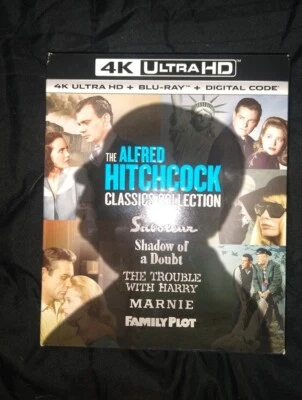 4K ULTRA HD
4K ULTRA HD + BLU-RAY + DIGITAL CODE
THE ALFRED
HITCHCOCK
CLASSICS COLLECTION
Saboteur
Shadow of
a Doubt
THE TROUBLE
WITH HARRY
MARNIE
FAMILY PLOT